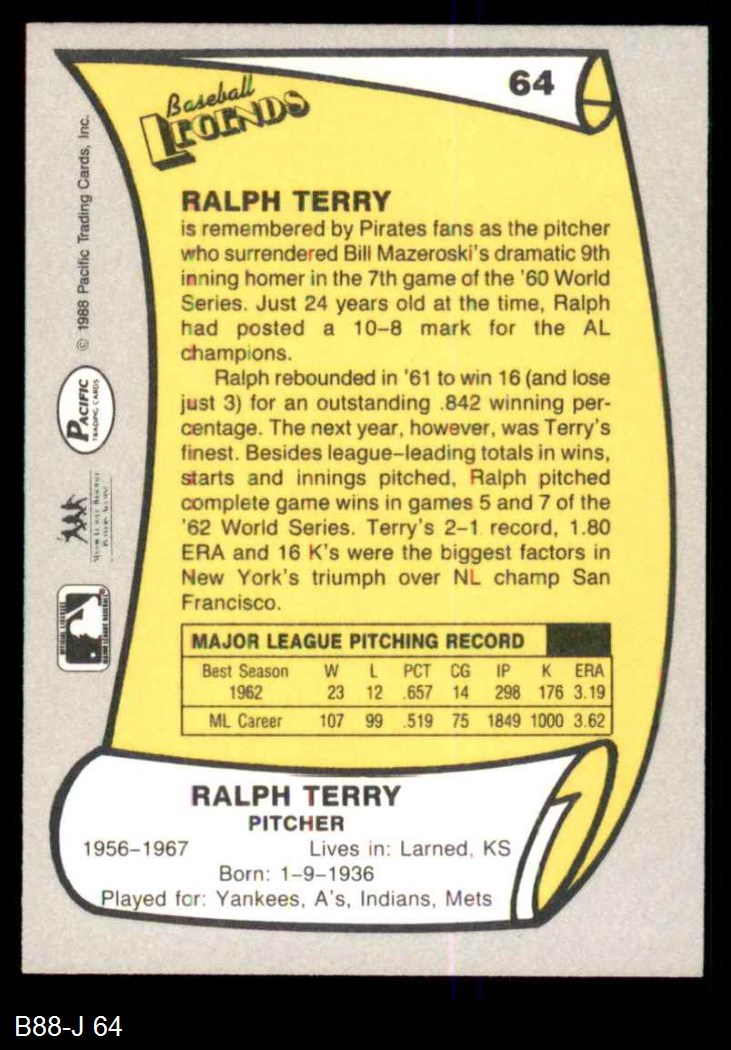 64
Baseball
LEGENDS
RALPH TERRY
is remembered by Pirates fans as the pitcher
who surrendered Bill Mazeroski's dramatic 9th
inning homer in the 7th game of the '60 World
Series. Just 24 years old at the time, Ralph
had posted a 10–8 mark for the AL
champions.
Ralph rebounded in '61 to win 16 (and lose
just 3) for an outstanding .842 winning per-
centage. The next year, however, was Terry's
finest. Besides league–leading totals in wins,
starts and innings pitched, Ralph pitched
complete game wins in games 5 and 7 of the
'62 World Series. Terry's 2–1 record, 1.80
ERA and 16 K's were the biggest factors in
New York's triumph over NL champ San
Francisco.
MAJOR LEAGUE PITCHING RECORD
Best Season W L PCT CG IP K ERA
1962 23 12 .657 14 298 176 3.19
ML Career 107 99 .519 75 1849 1000 3.62
RALPH TERRY
PITCHER
1956–1967 Lives in: Larned, KS
Born: 1–9–1936
Played for: Yankees, A's, Indians, Mets
© 1988 Pacific Trading Cards, Inc.
PACIFIC
TRADING CARDS
MAJOR LEAGUE BASEBALL
OFFICIAL LICENSEE
MAJOR LEAGUE BASEBALL®
B88-J 64